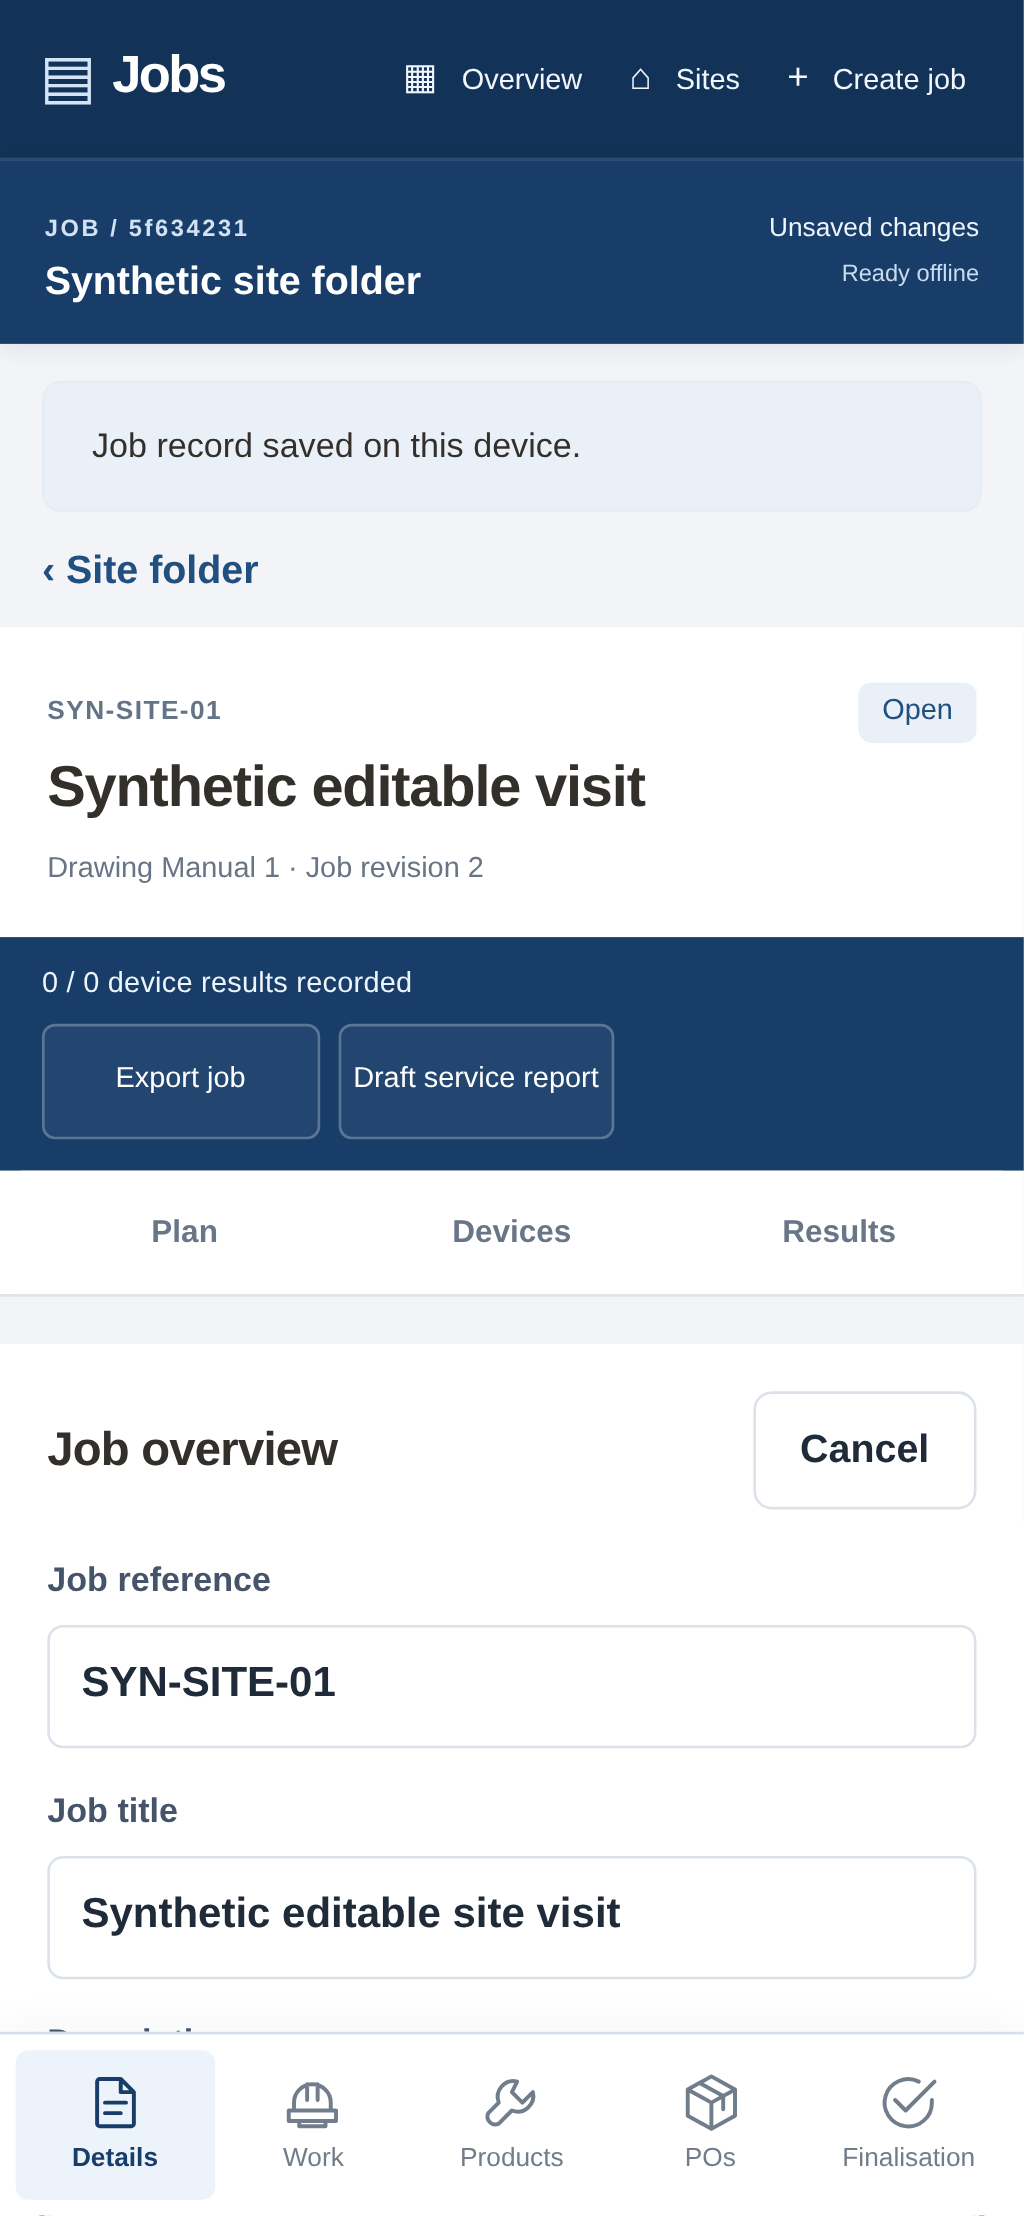 Jobs
Overview
Sites
+ Create job
JOB / 5f634231
Unsaved changes
Synthetic site folder
Ready offline
Job record saved on this device.
‹ Site folder
SYN-SITE-01
Open
Synthetic editable visit
Drawing Manual 1 · Job revision 2
0 / 0 device results recorded
Export job
Draft service report
Plan
Devices
Results
Job overview
Cancel
Job reference
SYN-SITE-01
Job title
Synthetic editable site visit
Details
Work
Products
POs
Finalisation